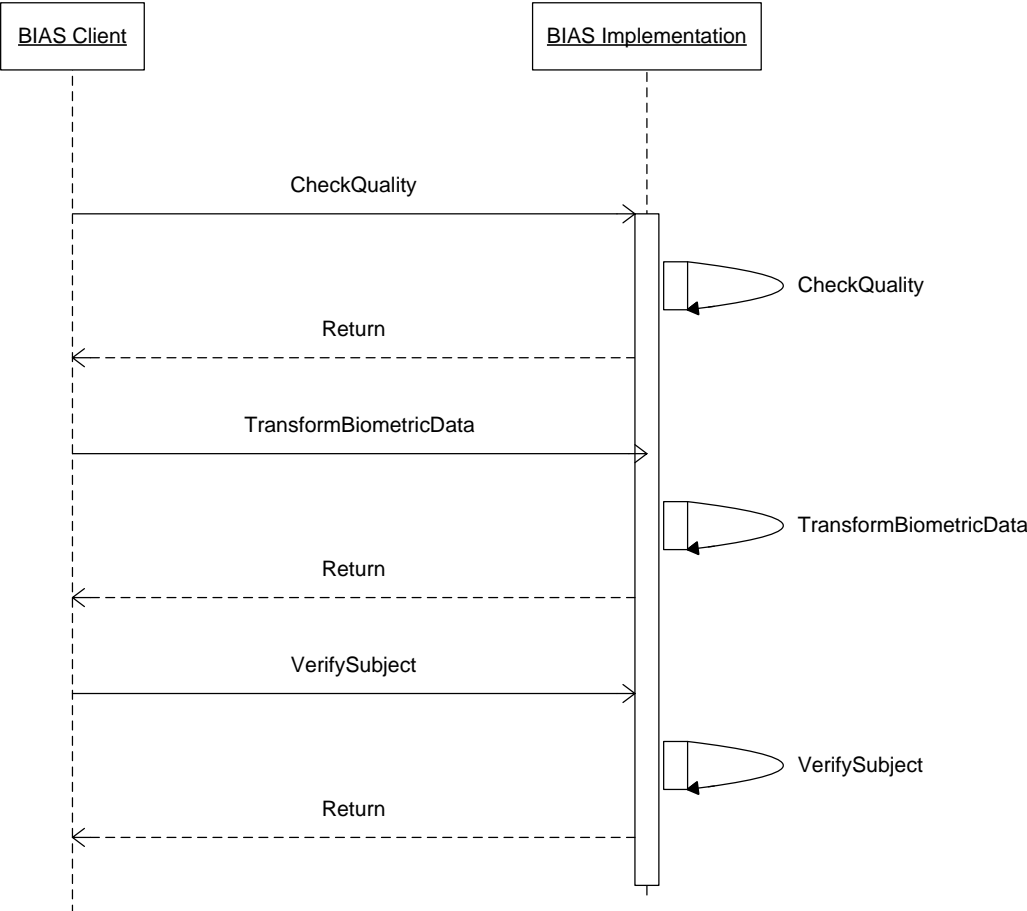 BIAS Client
BIAS Implementation
CheckQuality
CheckQuality
Return
TransformBiometricData
TransformBiometricData
Return
VerifySubject
VerifySubject
Return